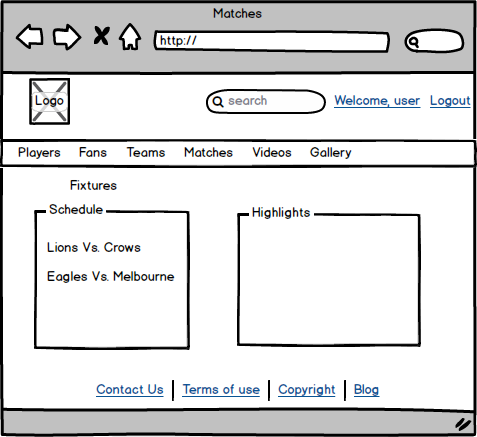 Matches
http://
Logo
search
Welcome, user Logout
Players Fans Teams Matches Videos Gallery
Fixtures
Schedule
Highlights
Lions Vs. Crows
Eagles Vs. Melbourne
Contact Us Terms of use Copyright Blog